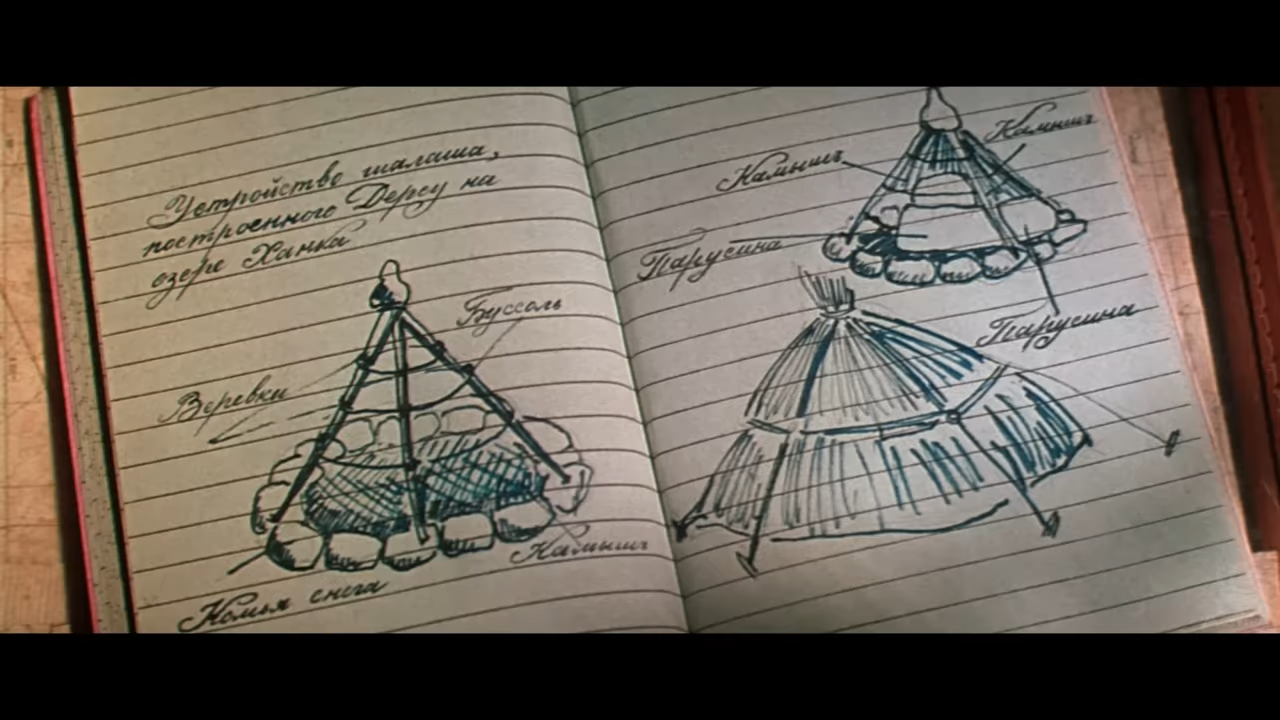 Устройство шалаша,
построенного Дерсу на
озере Ханка
Буссоль
Веревки
Камыш
Комья снега
Камыш
Камыш
Парусина
Парусина